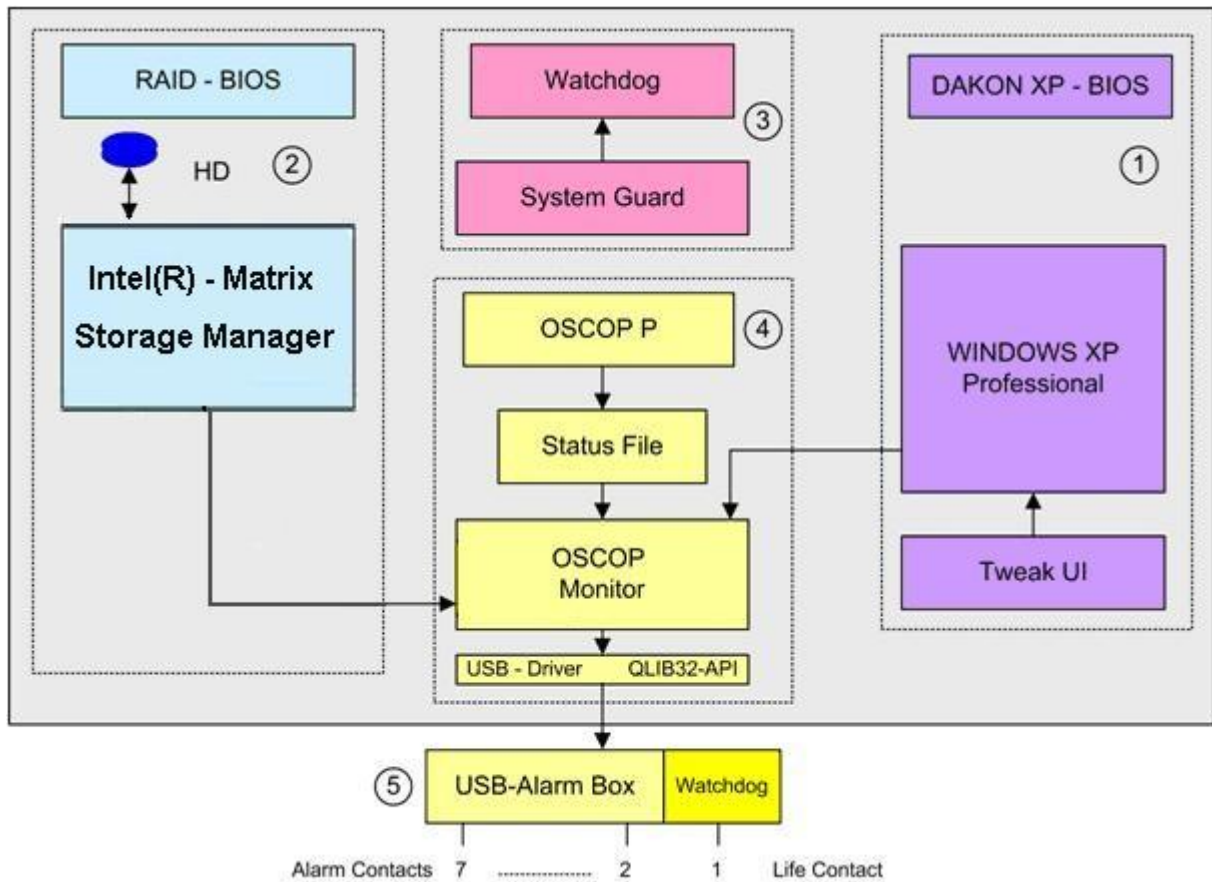 RAID - BIOS
HD
2
Intel(R) - Matrix
Storage Manager
Watchdog
3
System Guard
DAKON XP - BIOS
1
WINDOWS XP
Professional
Tweak UI
OSCOP P
4
Status File
OSCOP
Monitor
USB - Driver QLIB32-API
5
USB-Alarm Box
Watchdog
Alarm Contacts 7 .................. 2 1 Life Contact